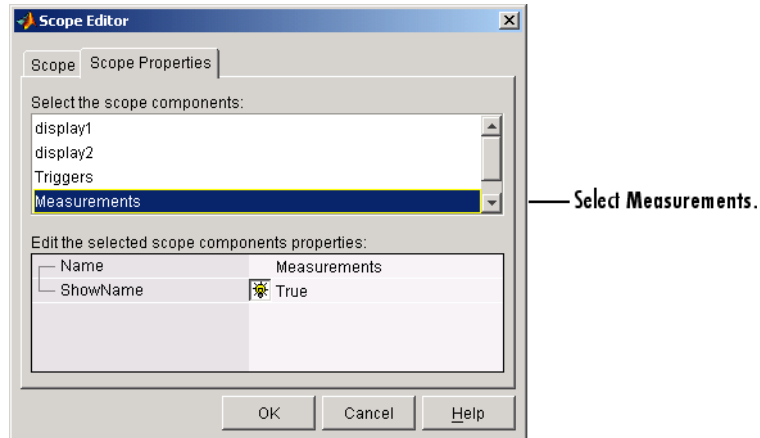 Scope Editor
Scope Scope Properties
Select the scope components:
display1
display2
Triggers
Measurements
Select Measurements.
Edit the selected scope components properties:
Name Measurements
ShowName True
OK Cancel Help